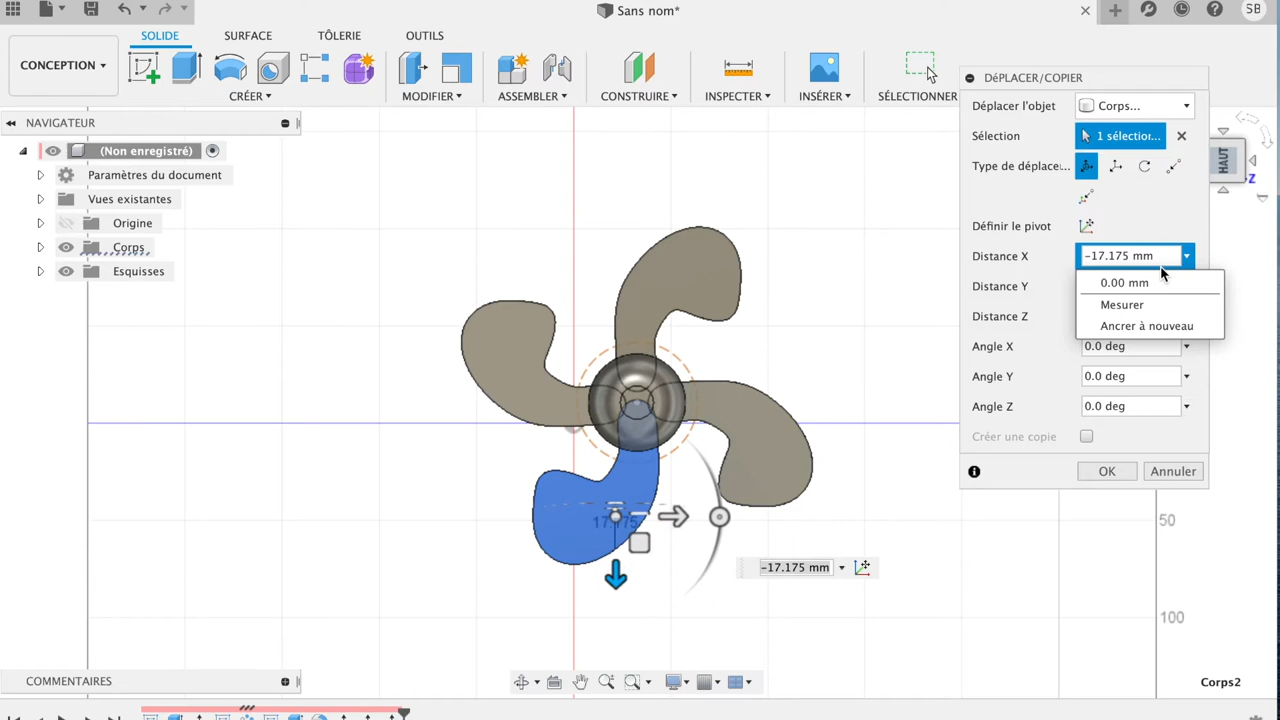 Sans nom*
SB
CONCEPTION
SOLIDE
SURFACE
TÔLERIE
OUTILS
CRÉER
MODIFIER
ASSEMBLER
CONSTRUIRE
INSPECTER
INSÉRER
SÉLECTIONNER
NAVIGATEUR
(Non enregistré)
Paramètres du document
Vues existantes
Origine
Corps
Esquisses
DéPLACER/COPIER
Déplacer l'objet
Corps...
Sélection
1 sélectior...
Type de déplace...
Définir le pivot
Distance X
-17.175 mm
0.00 mm
Distance Y
Mesurer
Distance Z
Ancrer à nouveau
Angle X
0.0 deg
Angle Y
0.0 deg
Angle Z
0.0 deg
Créer une copie
OK
Annuler
HAUT
Z
17.175
-17.175 mm
50
100
COMMENTAIRES
Corps2